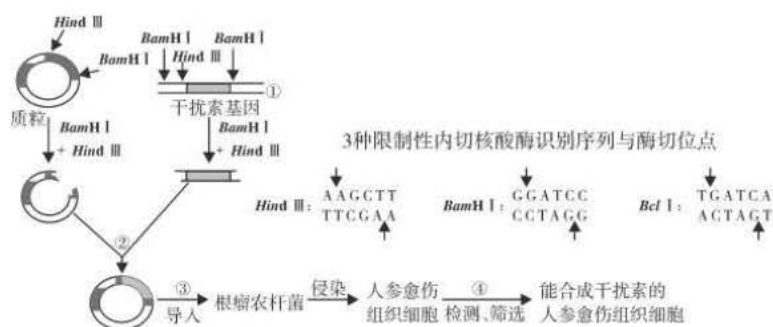 Hind Ⅲ
BamH Ⅰ
BamH Ⅰ
BamH Ⅰ
Hind Ⅲ
①
质粒
干扰素基因
BamH Ⅰ
+ Hind Ⅲ
BamH Ⅰ
+ Hind Ⅲ
3种限制性内切核酸酶识别序列与酶切位点
Hind Ⅲ:
AAGCTT
TTCGAA
BamH Ⅰ:
GGATCC
CCTAGG
Bcl Ⅰ:
TGATCA
ACTAGT
②
③
导入
根瘤农杆菌
侵染
人参愈伤
组织细胞
④
检测、筛选
能合成干扰素的
人参愈伤组织细胞